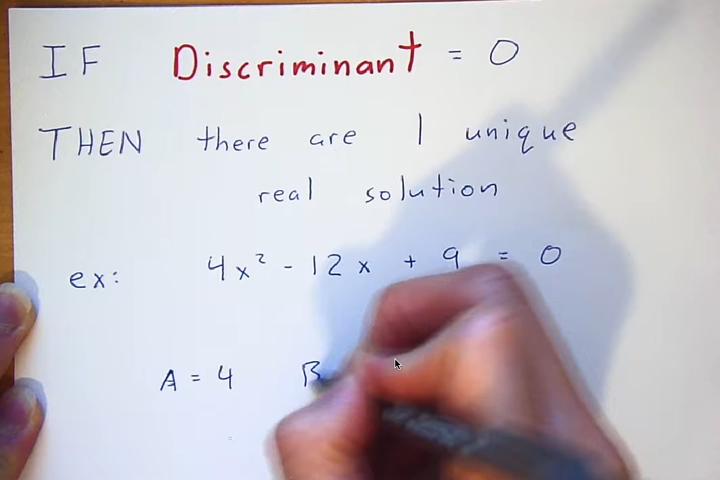 IF Discriminant = 0
THEN there are 1 unique
real solution
ex: 4x² - 12x + 9 = 0
A = 4 B